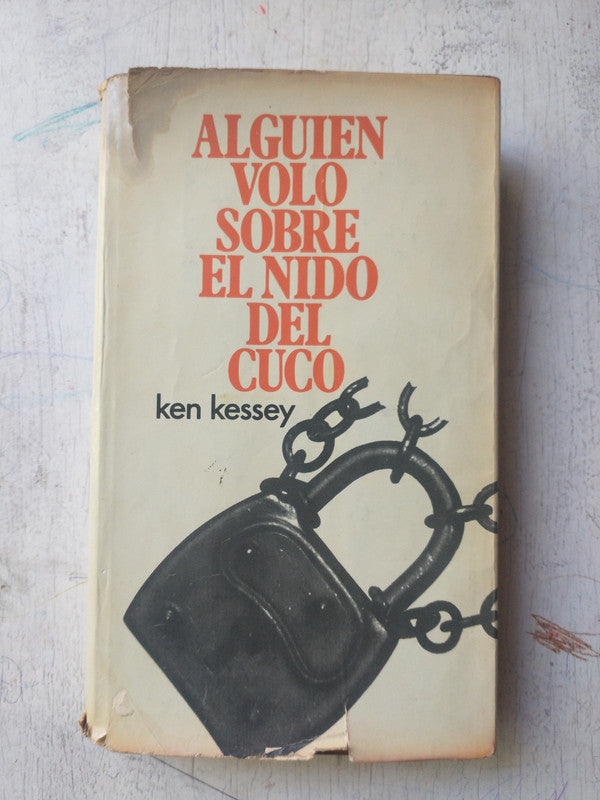 ALGUIEN
VOLO
SOBRE
EL NIDO
DEL
CUCO
ken kessey